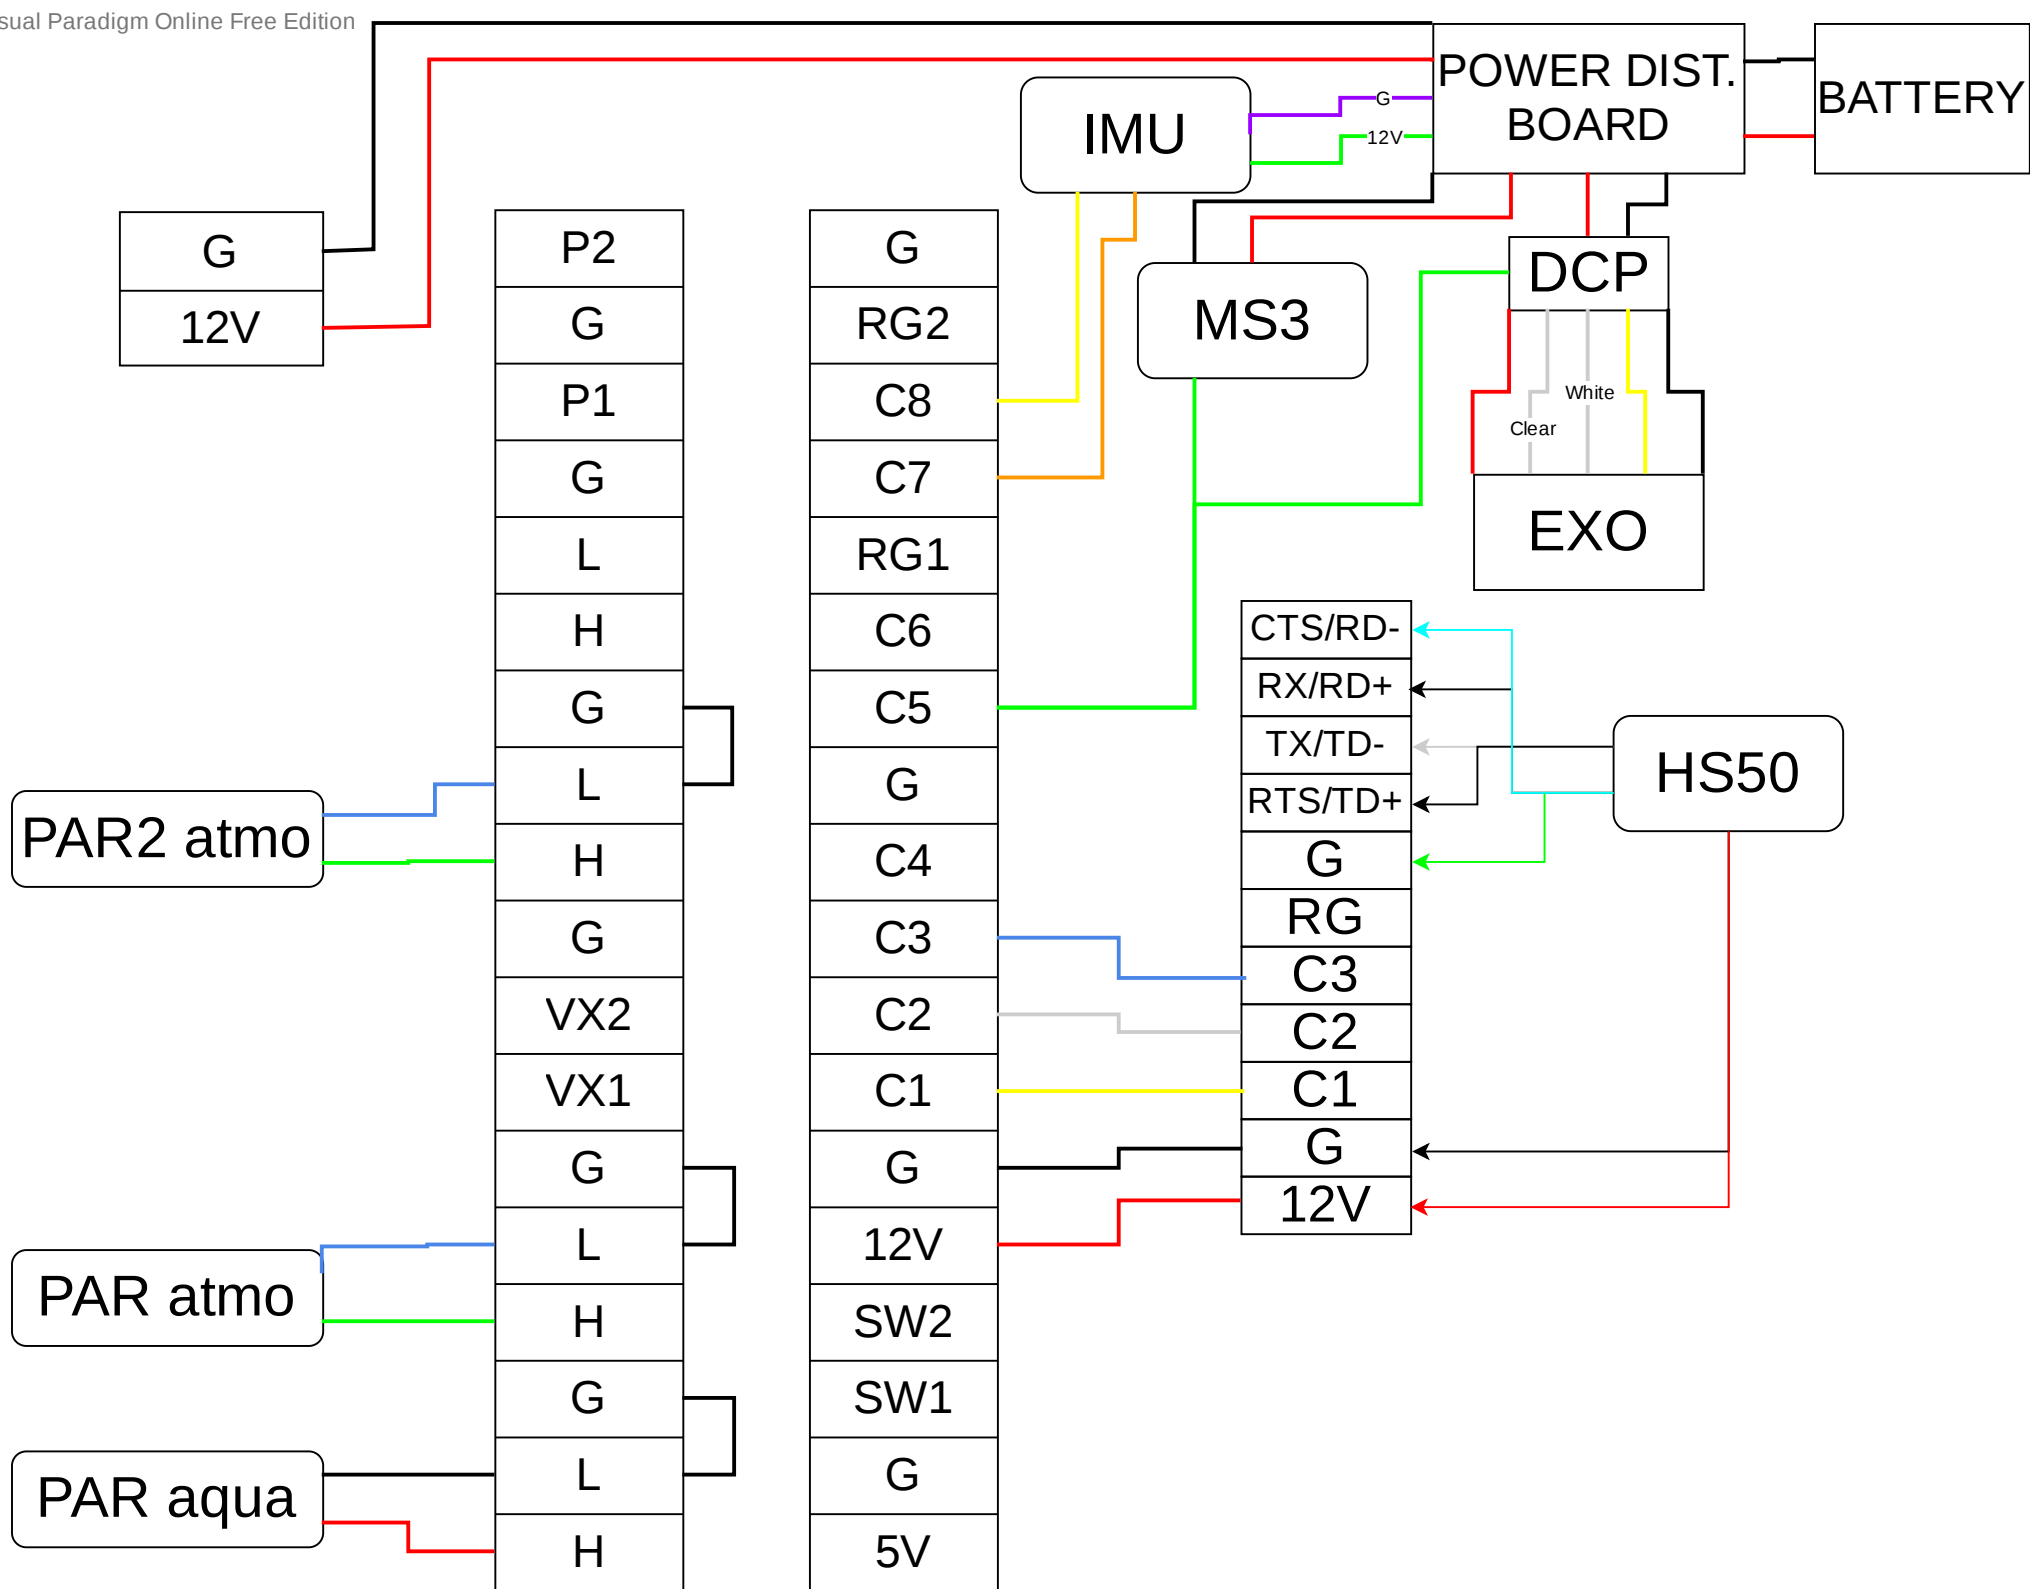 sual Paradigm Online Free Edition
POWER DIST.
BOARD
BATTERY
IMU
G
12V
G
12V
MS3
DCP
White
Clear
EXO
P2
G
P1
G
L
H
G
L
H
G
VX2
VX1
G
L
H
G
L
H
G
RG2
C8
C7
RG1
C6
C5
G
C4
C3
C2
C1
G
12V
SW2
SW1
G
5V
CTS/RD-
RX/RD+
TX/TD-
RTS/TD+
G
RG
C3
C2
C1
G
12V
HS50
PAR2 atmo
PAR atmo
PAR aqua